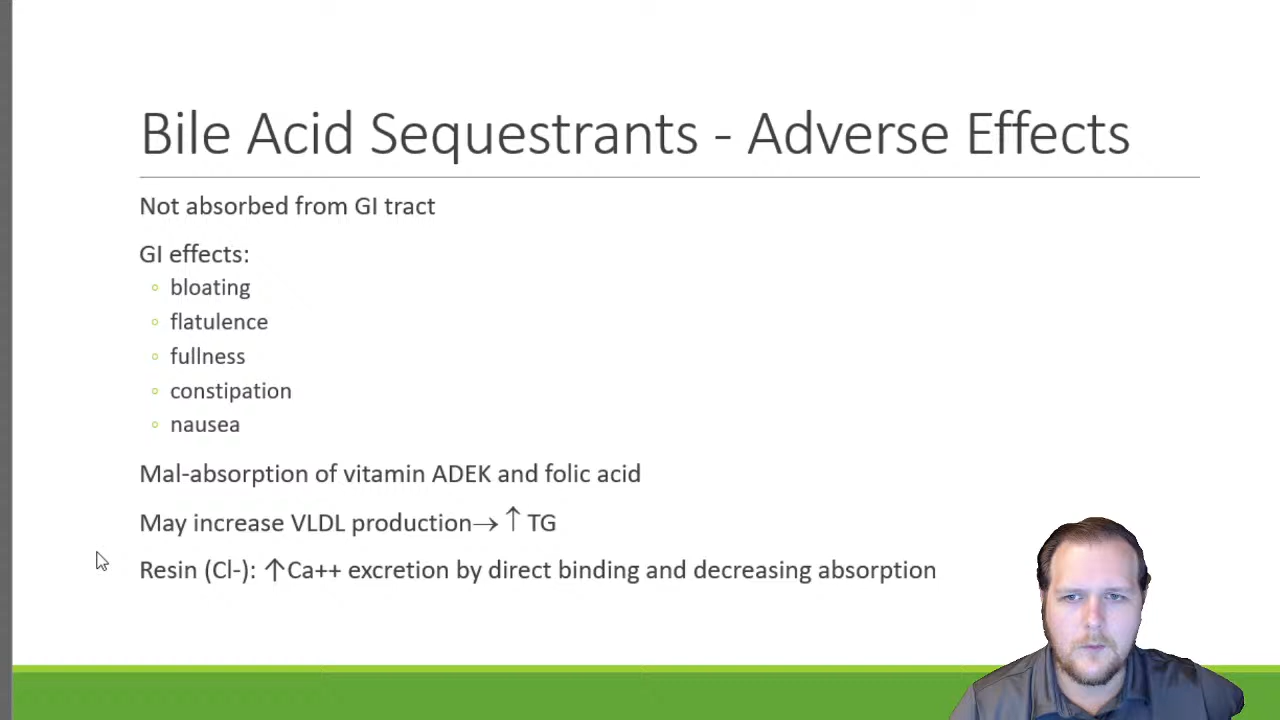 Bile Acid Sequestrants - Adverse Effects
Not absorbed from GI tract
GI effects:
◦ bloating
◦ flatulence
◦ fullness
◦ constipation
◦ nausea
Mal-absorption of vitamin ADEK and folic acid
May increase VLDL production→ ↑ TG
Resin (Cl-): ↑Ca++ excretion by direct binding and decreasing absorption